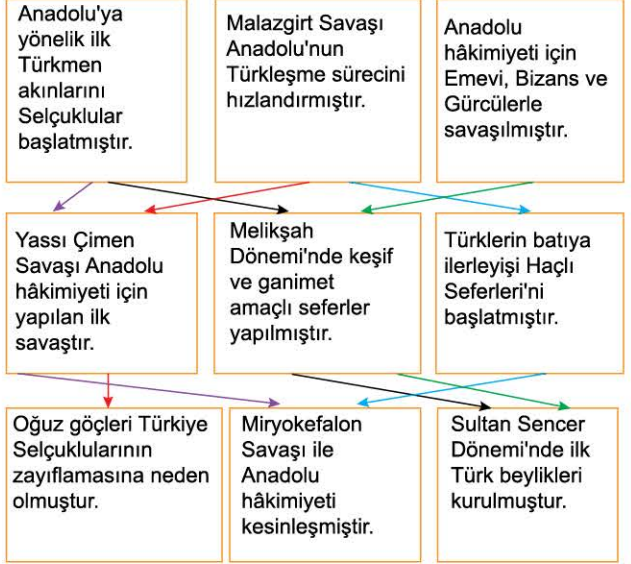 Anadolu'ya
yönelik ilk
Türkmen
akınlarını
Selçuklular
başlatmıştır.
Malazgirt Savaşı
Anadolu'nun
Türkleşme sürecini
hızlandırmıştır.
Anadolu
hâkimiyeti için
Emevi, Bizans ve
Gürcülerle
savaşılmıştır.
Yassı Çimen
Savaşı Anadolu
hâkimiyeti için
yapılan ilk
savaştır.
Melikşah
Dönemi'nde keşif
ve ganimet
amaçlı seferler
yapılmıştır.
Türklerin batıya
ilerleyişi Haçlı
Seferleri'ni
başlatmıştır.
Oğuz göçleri Türkiye
Selçuklularının
zayıflamasına neden
olmuştur.
Miryokefalon
Savaşı ile
Anadolu
hâkimiyeti
kesinleşmiştir.
Sultan Sencer
Dönemi'nde ilk
Türk beylikleri
kurulmuştur.